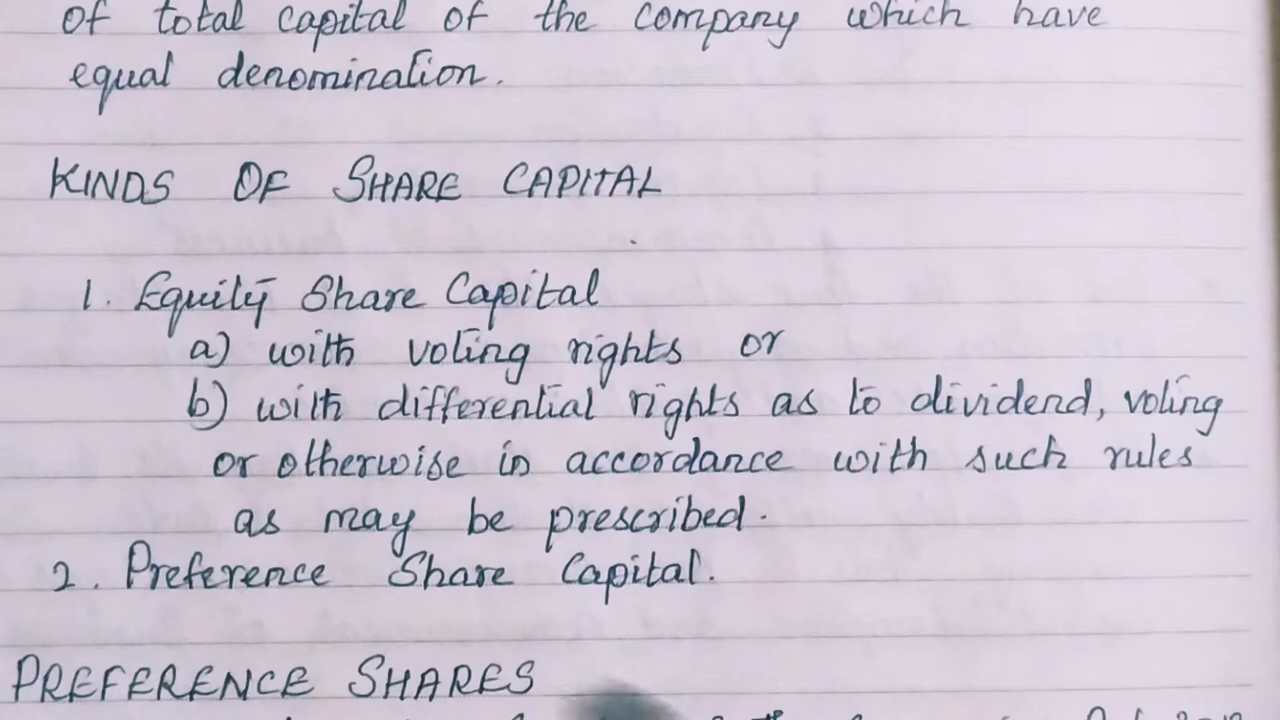 of total capital of the company which have
equal denomination.
KINDS OF SHARE CAPITAL
1. Equity Share Capital
a) with voting rights or
b) with differential rights as to dividend, voting
or otherwise in accordance with such rules
as may be prescribed.
2. Preference Share Capital.
PREFERENCE SHARES